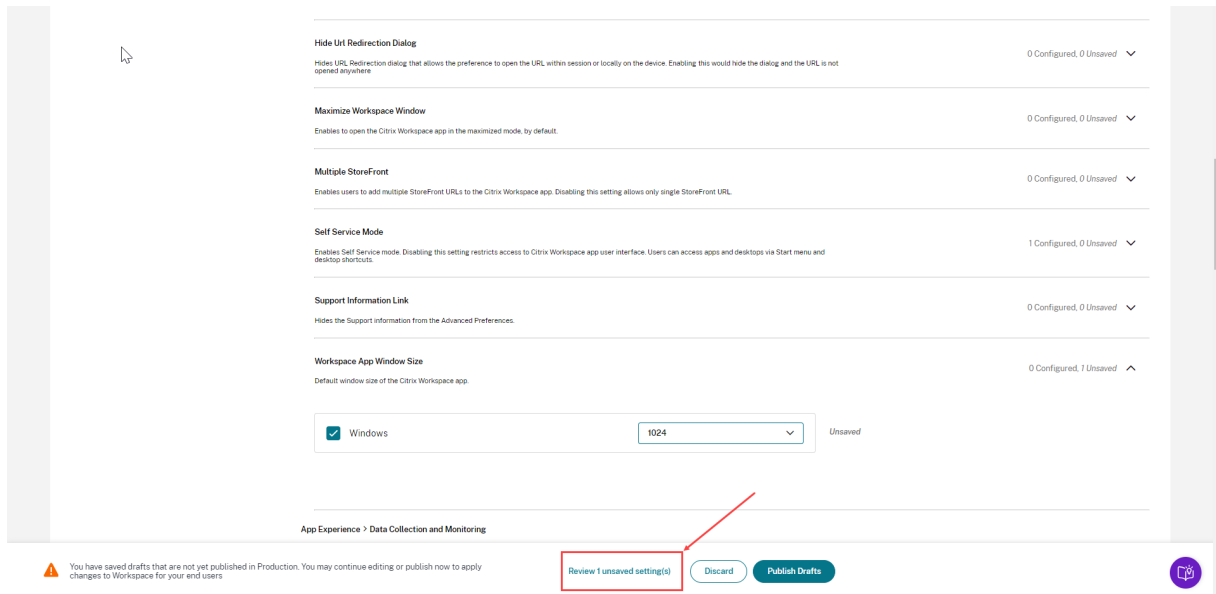 Hide Url Redirection Dialog
0 Configured, 0 Unsaved
Hides URL Redirection dialog that allows the preference to open the URL within session or locally on the device. Enabling this would hide the dialog and the URL is not
opened anywhere
Maximize Workspace Window
0 Configured, 0 Unsaved
Enables to open the Citrix Workspace app in the maximized mode, by default.
Multiple StoreFront
0 Configured, 0 Unsaved
Enables users to add multiple StoreFront URLs to the Citrix Workspace app. Disabling this setting allows only single StoreFront URL.
Self Service Mode
1 Configured, 0 Unsaved
Enables Self Service mode. Disabling this setting restricts access to Citrix Workspace app user interface. Users can access apps and desktops via Start menu and
desktop shortcuts.
Support Information Link
0 Configured, 0 Unsaved
Hides the Support information from the Advanced Preferences.
Workspace App Window Size
0 Configured, 1 Unsaved
Default window size of the Citrix Workspace app.
Windows
1024
Unsaved
App Experience > Data Collection and Monitoring
You have saved drafts that are not yet published in Production. You may continue editing or publish now to apply
changes to Workspace for your end users
Review 1 unsaved setting(s)
Discard
Publish Drafts